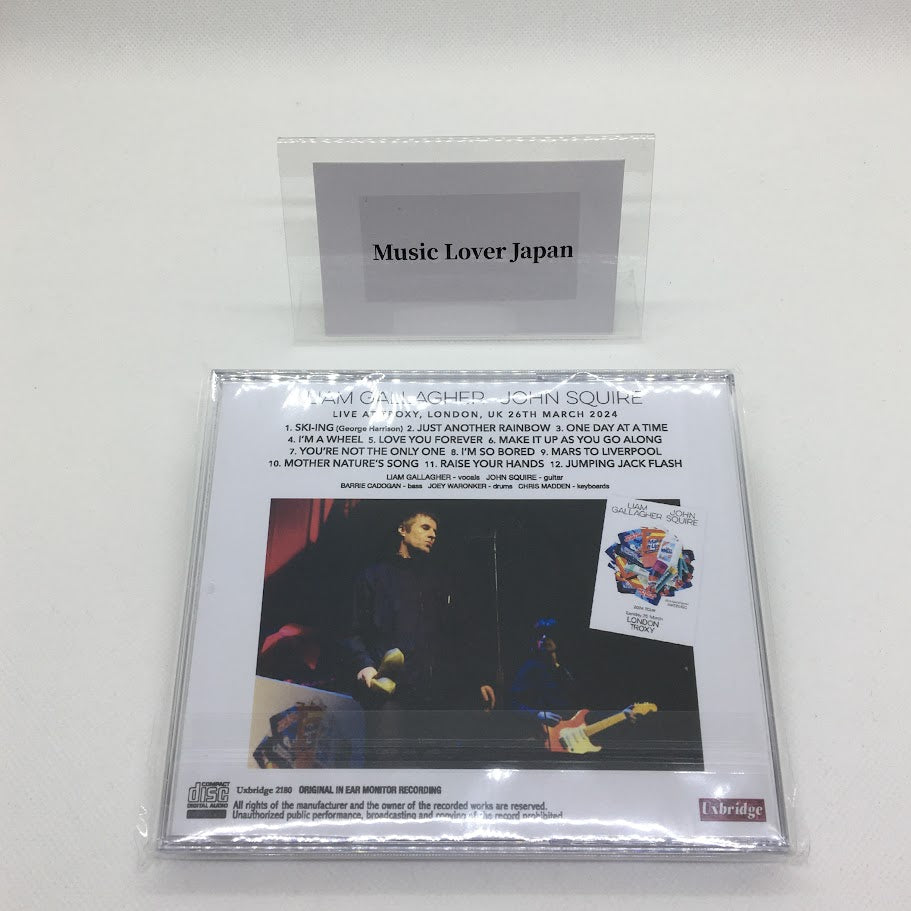 Music Lover Japan
LIAM GALLAGHER JOHN SQUIRE
LIVE AT TROXY, LONDON, UK 26TH MARCH 2024
1. SKI-ING (George Harrison) 2. JUST ANOTHER RAINBOW 3. ONE DAY AT A TIME
4. I'M A WHEEL 5. LOVE YOU FOREVER 6. MAKE IT UP AS YOU GO ALONG
7. YOU'RE NOT THE ONLY ONE 8. I'M SO BORED 9. MARS TO LIVERPOOL
10. MOTHER NATURE'S SONG 11. RAISE YOUR HANDS 12. JUMPING JACK FLASH
LIAM GALLAGHER - vocals JOHN SQUIRE - guitar
BARRIE CADOGAN - bass JOEY WARONKER - drums CHRIS MADDEN - keyboards
LIAM GALLAGHER JOHN SQUIRE
2024 TOUR
Tuesday 26 March
LONDON
TROXY
COMPACT
disc
DIGITAL AUDIO
Uxbridge 2180 ORIGINAL IN EAR MONITOR RECORDING
All rights of the manufacturer and the owner of the recorded works are reserved.
Unauthorized public performance, broadcasting and copying of the record prohibited.
Uxbridge